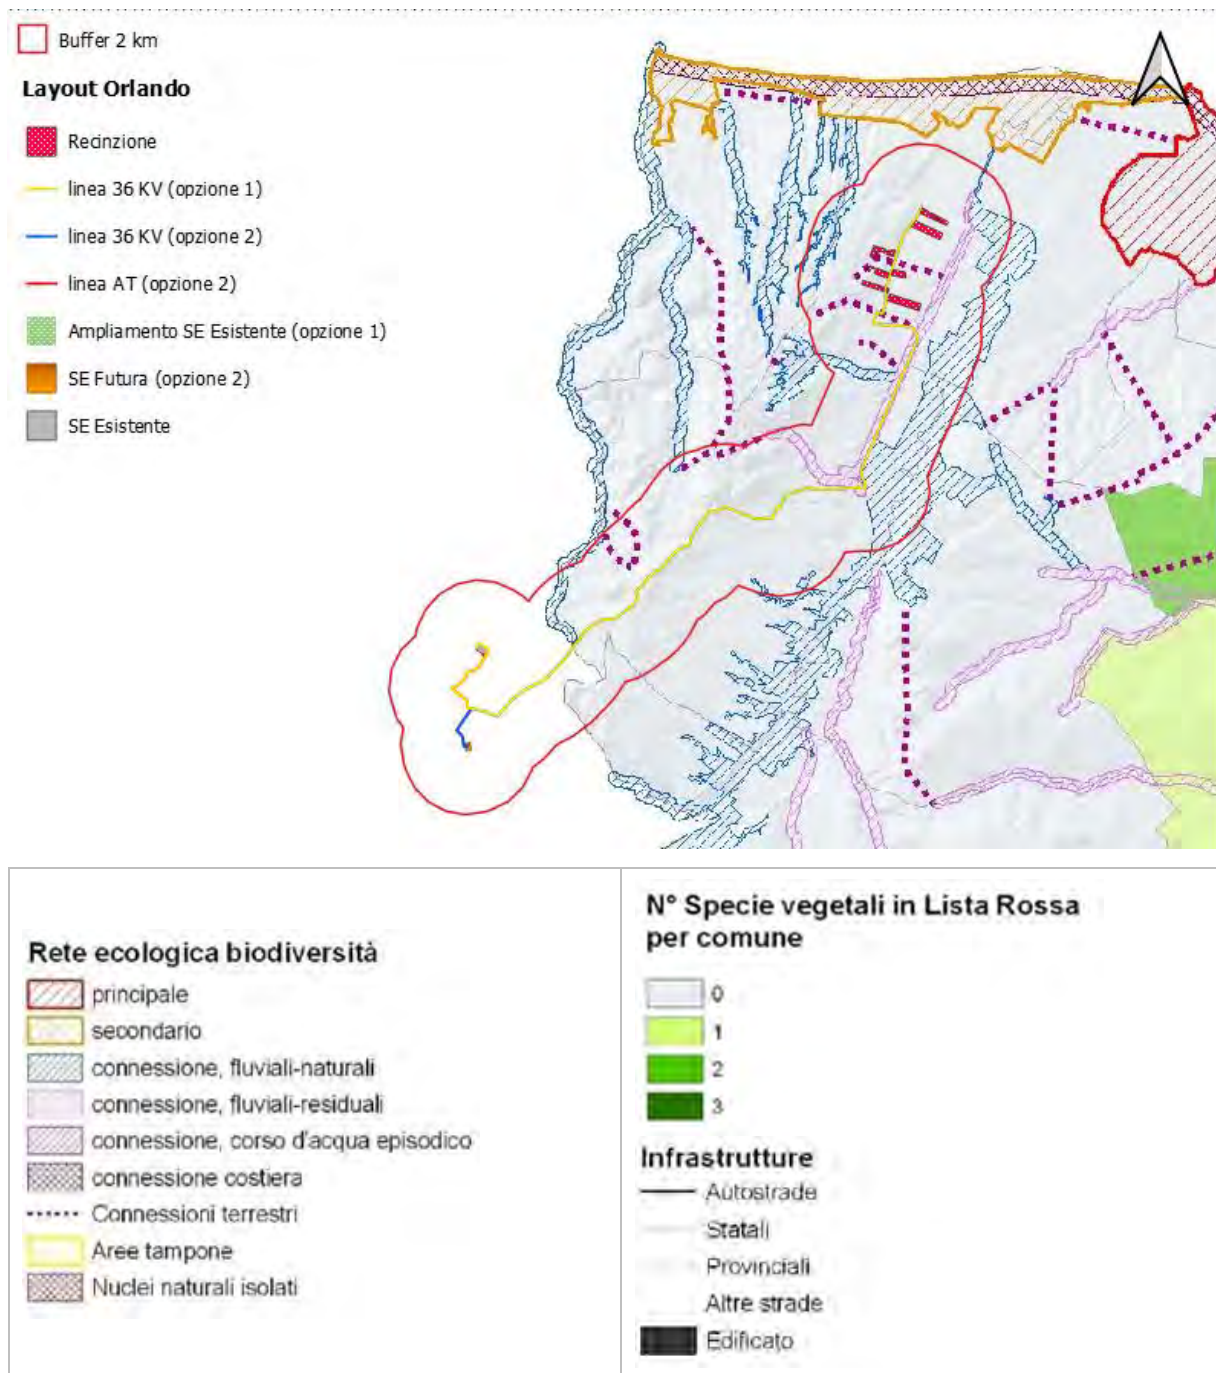 Buffer 2 km
Layout Orlando
Recinzione
linea 36 KV (opzione 1)
linea 36 KV (opzione 2)
linea AT (opzione 2)
Ampliamento SE Esistente (opzione 1)
SE Futura (opzione 2)
SE Esistente
Rete ecologica biodiversità
principale
secondario
connessione, fluviali-naturali
connessione, fluviali-residuali
connessione, corso d'acqua episodico
connessione costiera
Connessioni terrestri
Aree tampone
Nuclei naturali isolati
N° Specie vegetali in Lista Rossa
per comune
0
1
2
3
Infrastrutture
Autostrade
Statali
Provinciali
Altre strade
Edificato